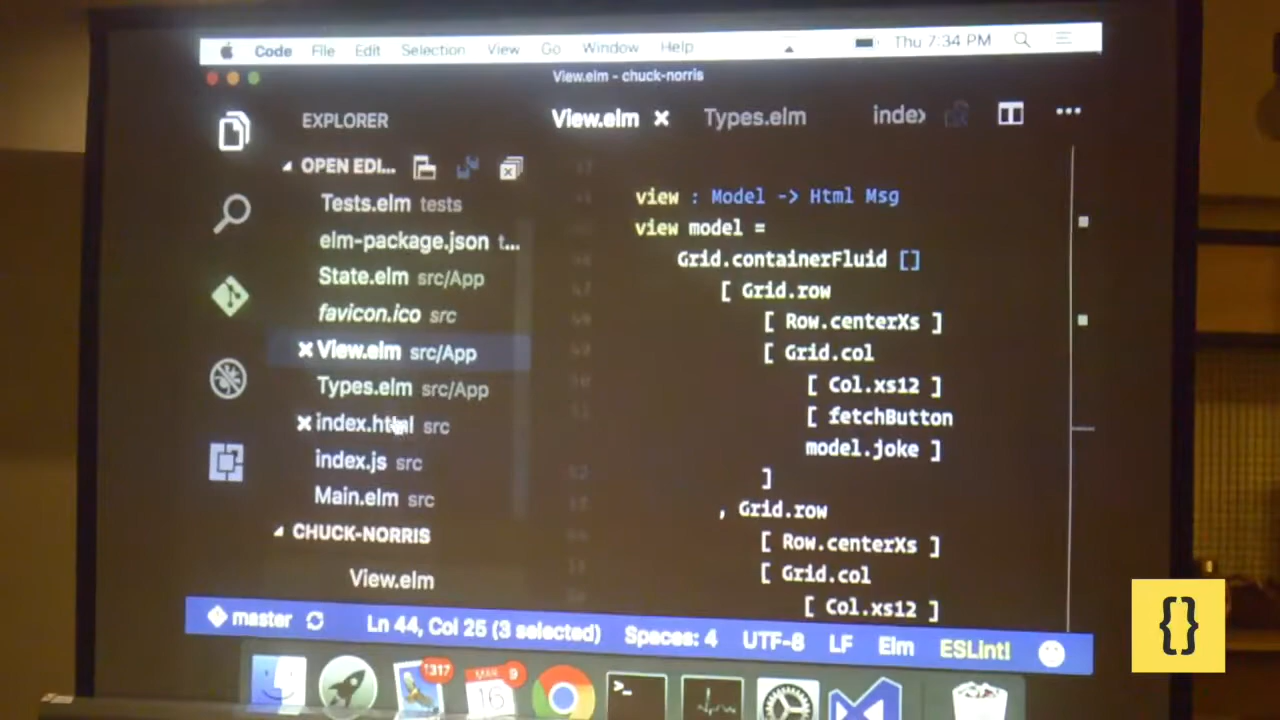 Code File Edit Selection View Go Window Help Thu 7:34 PM
View.elm - chuck-norris
EXPLORER
View.elm Types.elm index
OPEN EDI...
Tests.elm tests
elm-package.json t...
State.elm src/App
favicon.ico src
View.elm src/App
Types.elm src/App
index.html src
index.js src
Main.elm src
CHUCK-NORRIS
View.elm
view : Model -> Html Msg
view model =
Grid.containerFluid []
[ Grid.row
[ Row.centerXs ]
[ Grid.col
[ Col.xs12 ]
[ fetchButton
model.joke ]
]
, Grid.row
[ Row.centerXs ]
[ Grid.col
[ Col.xs12 ]
master Ln 44, Col 25 (3 selected) Spaces: 4 UTF-8 LF Elm ESLint!
1317
MAR 9
16
>_
{}